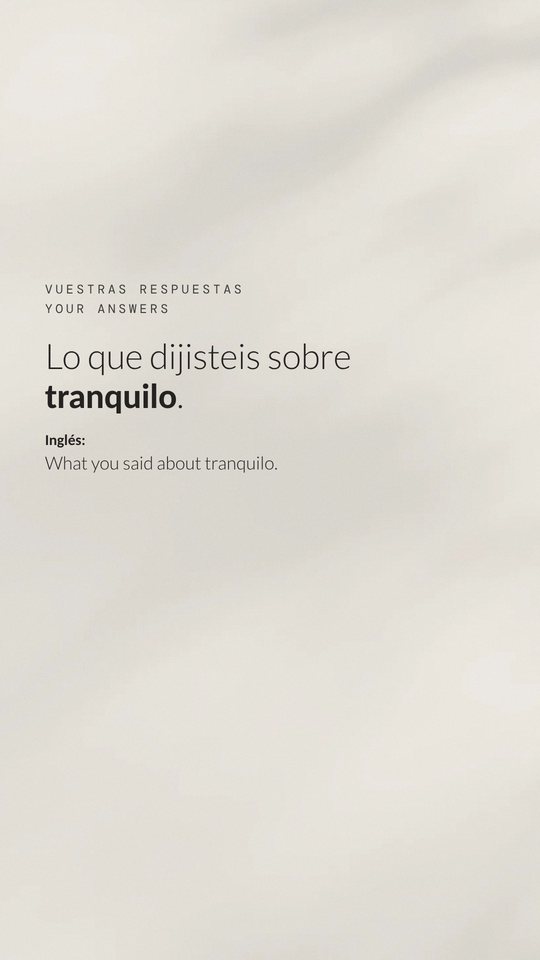 VUESTRAS RESPUESTAS
YOUR ANSWERS
Lo que dijisteis sobre
tranquilo.
Inglés:
What you said about tranquilo.